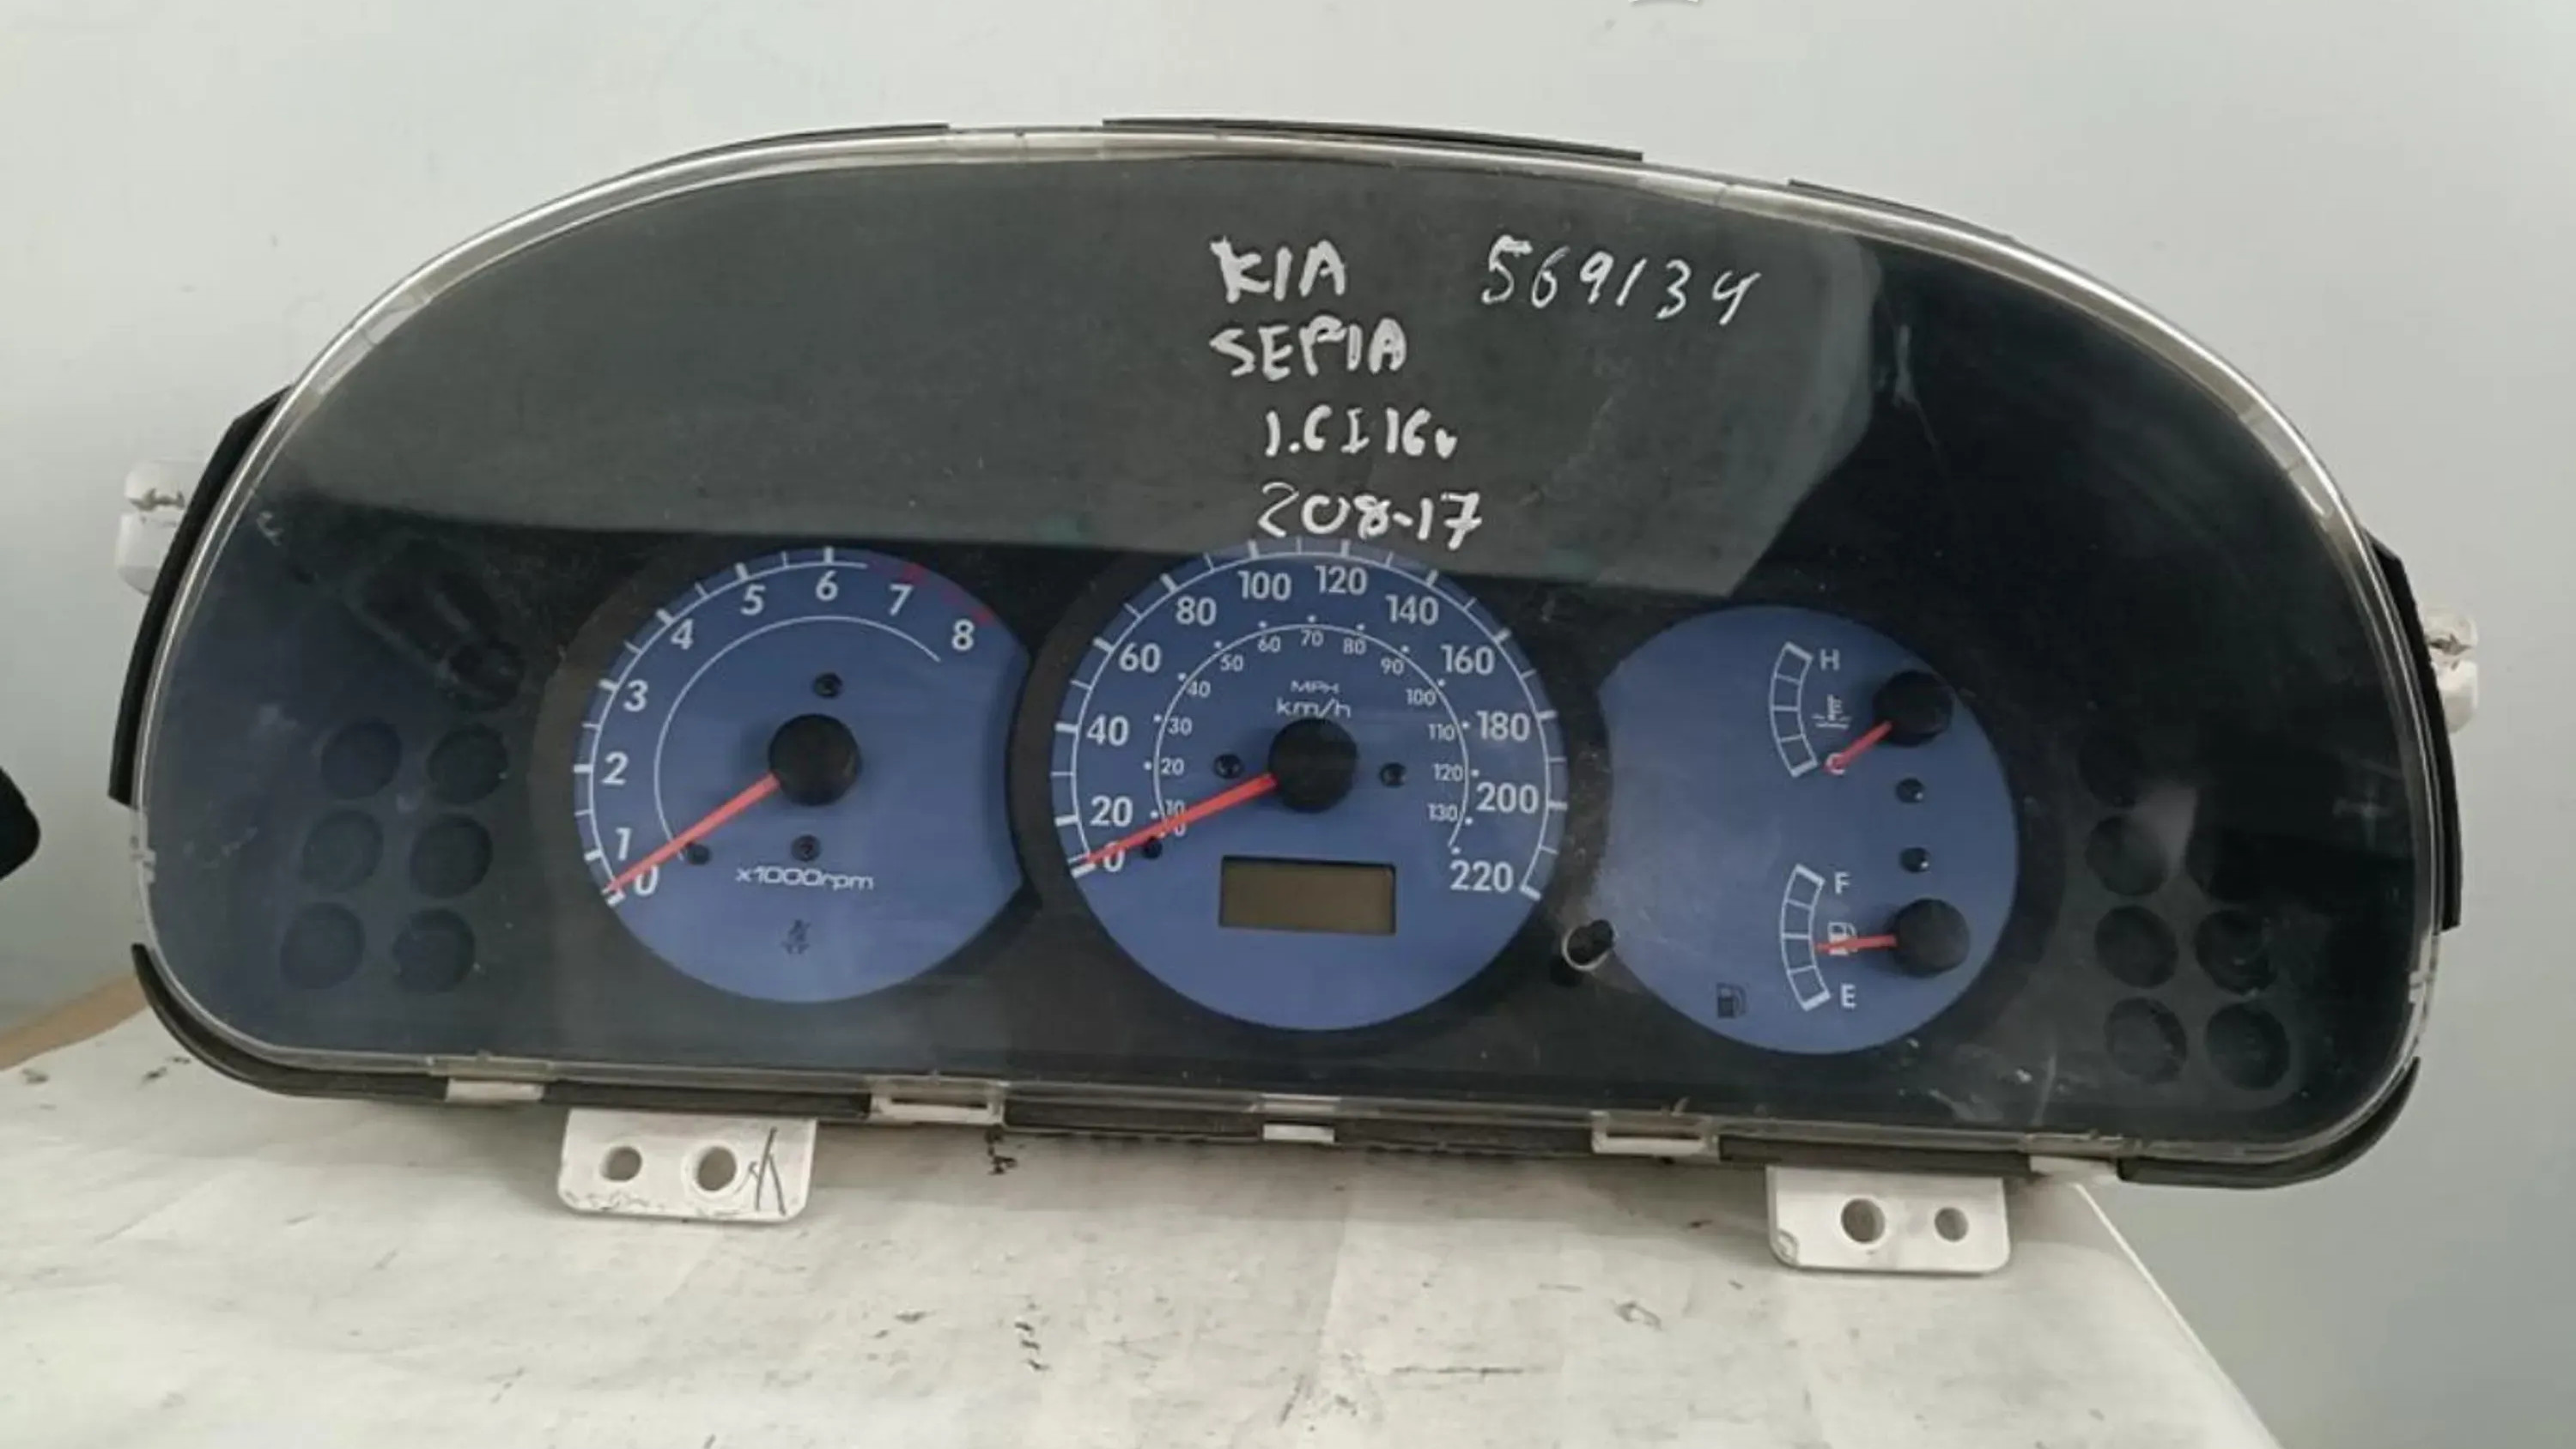 KIA 569134
SEPIA
1.6I 16v
208-17
0 1 2 3 4 5 6 7 8
x1000rpm
0 20 40 60 80 100 120 140 160 180 200 220
0 10 20 30 40 50 60 70 80 90 100 110 120 130
MPH
km/h
H
C
F
E